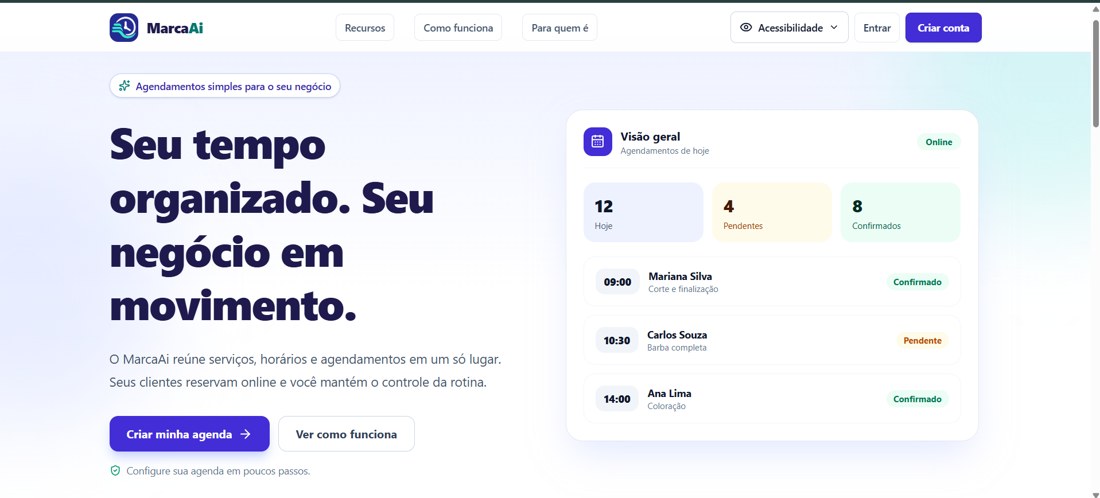 MarcaAi
Recursos
Como funciona
Para quem é
Acessibilidade
Entrar
Criar conta
Agendamentos simples para o seu negócio
Seu tempo
organizado. Seu
negócio em
movimento.
O MarcaAi reúne serviços, horários e agendamentos em um só lugar.
Seus clientes reservam online e você mantém o controle da rotina.
Criar minha agenda
Ver como funciona
Configure sua agenda em poucos passos.
Visão geral
Agendamentos de hoje
Online
12
Hoje
4
Pendentes
8
Confirmados
09:00
Mariana Silva
Corte e finalização
Confirmado
10:30
Carlos Souza
Barba completa
Pendente
14:00
Ana Lima
Coloração
Confirmado